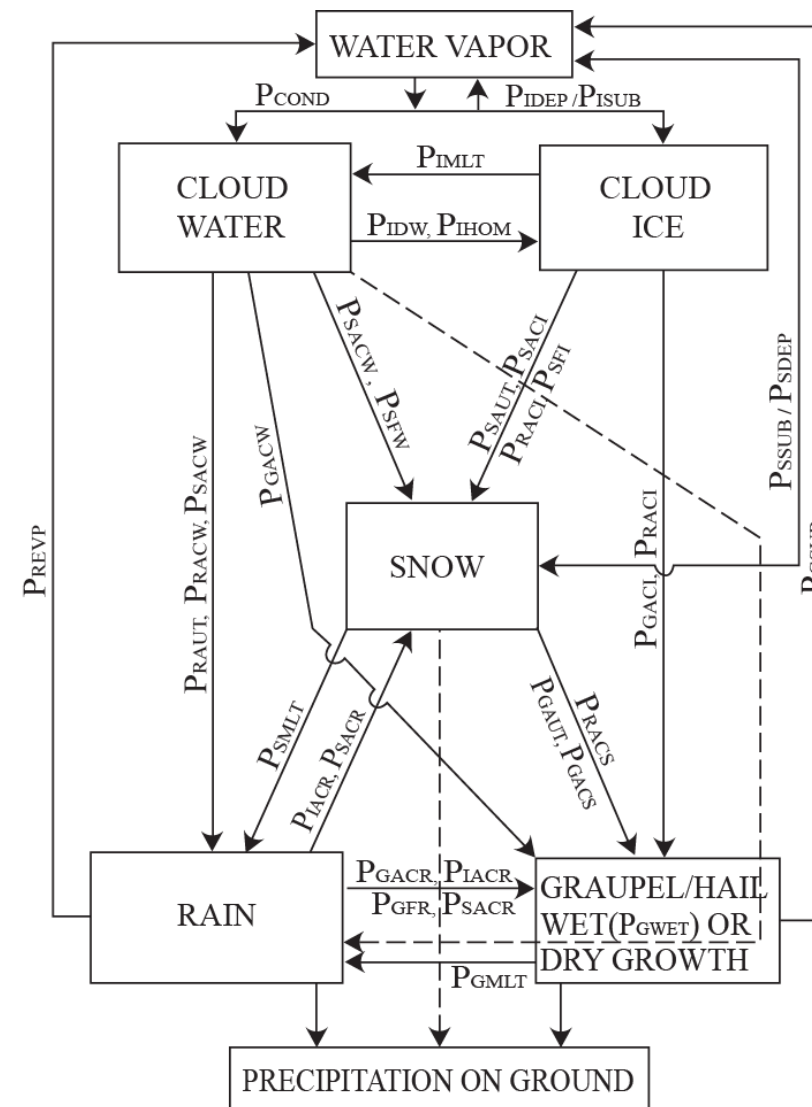 WATER VAPOR
PCOND
PIDEP /PISUB
CLOUD
WATER
PIMLT
CLOUD
ICE
PIDW, PIHOM
PSACW , PSFW
PSAUT, PSACI
PRACI, PSFI
PSSUB / PSDEP
PGACW
PREVP
PRAUT, PRACW, PSACW
SNOW
PGACI, PRACI
PSMLT
PIACR, PSACR
PRACS
PGAUT, PGACS
RAIN
PGACR, PIACR
PGFR, PSACR
GRAUPEL/HAIL
WET(PGWET) OR
DRY GROWTH
PGMLT
PRECIPITATION ON GROUND